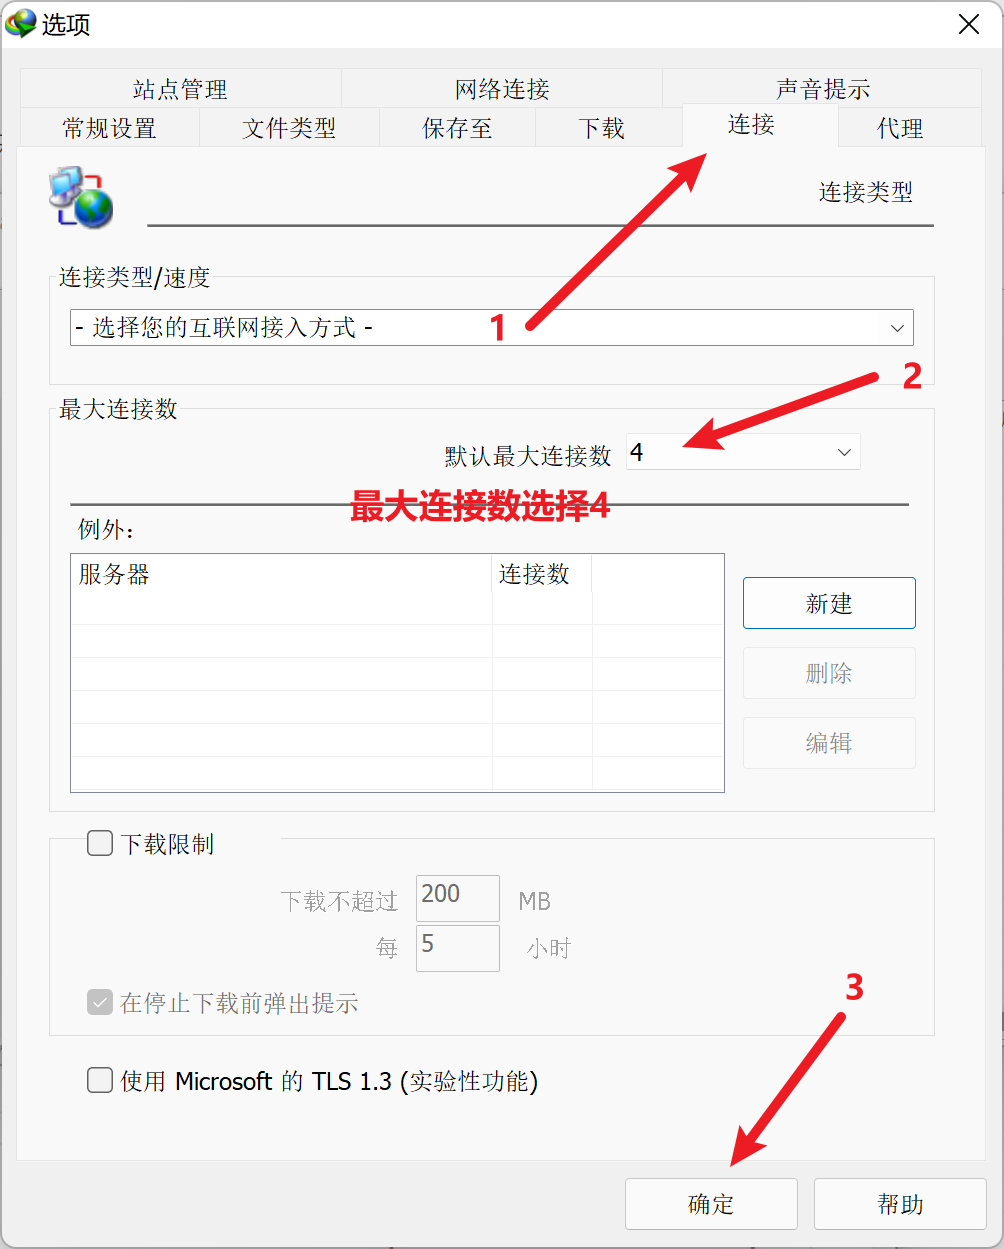 选项
站点管理 网络连接 声音提示
常规设置 文件类型 保存至 下载 连接 代理
连接类型
连接类型/速度
- 选择您的互联网接入方式 -
1
2
最大连接数
默认最大连接数 4
最大连接数选择4
例外:
服务器 连接数
新建
删除
编辑
下载限制
下载不超过 200 MB
每 5 小时
在停止下载前弹出提示
3
使用 Microsoft 的 TLS 1.3 (实验性功能)
确定 帮助